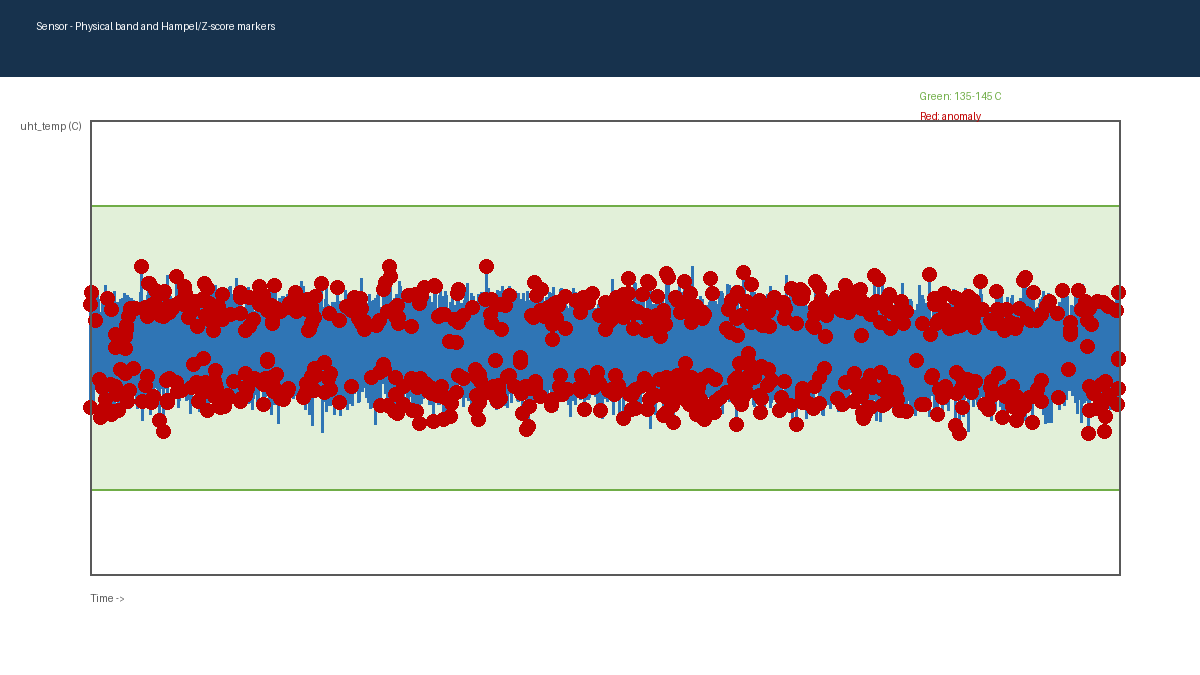 Sensor - Physical band and Hampel/Z-score markers
Green: 135-145 C
Red: anomaly
uht_temp (C)
Time ->